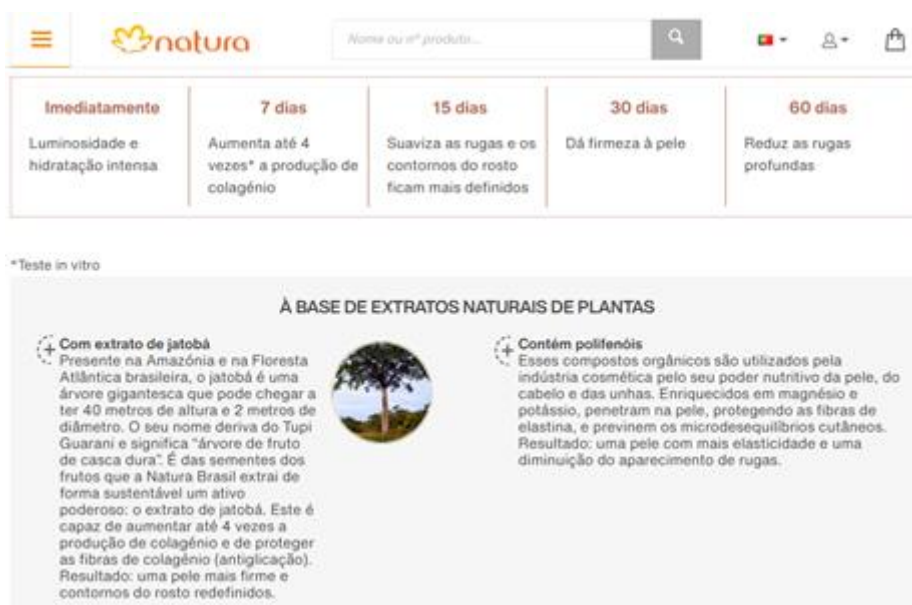 natura
Nome ou nº produto...
Imediatamente
Luminosidade e
hidratação intensa
7 dias
Aumenta até 4
vezes* a produção de
colagénio
15 dias
Suaviza as rugas e os
contornos do rosto
ficam mais definidos
30 dias
Dá firmeza à pele
60 dias
Reduz as rugas
profundas
*Teste in vitro
À BASE DE EXTRATOS NATURAIS DE PLANTAS
Com extrato de jatobá
Presente na Amazónia e na Floresta
Atlântica brasileira, o jatobá é uma
árvore gigantesca que pode chegar a
ter 40 metros de altura e 2 metros de
diâmetro. O seu nome deriva do Tupi
Guarani e significa “árvore de fruto
de casca dura”. É das sementes dos
frutos que a Natura Brasil extrai de
forma sustentável um ativo
poderoso: o extrato de jatobá. Este é
capaz de aumentar até 4 vezes a
produção de colagénio e de proteger
as fibras de colagênio (antiglicação).
Resultado: uma pele mais firme e
contornos do rosto redefinidos.
Contém polifenóis
Esses compostos orgânicos são utilizados pela
indústria cosmética pelo seu poder nutritivo da pele, do
cabelo e das unhas. Enriquecidos em magnésio e
potássio, penetram na pele, protegendo as fibras de
elastina, e previnem os microdesequilíbrios cutâneos.
Resultado: uma pele com mais elasticidade e uma
diminuição do aparecimento de rugas.